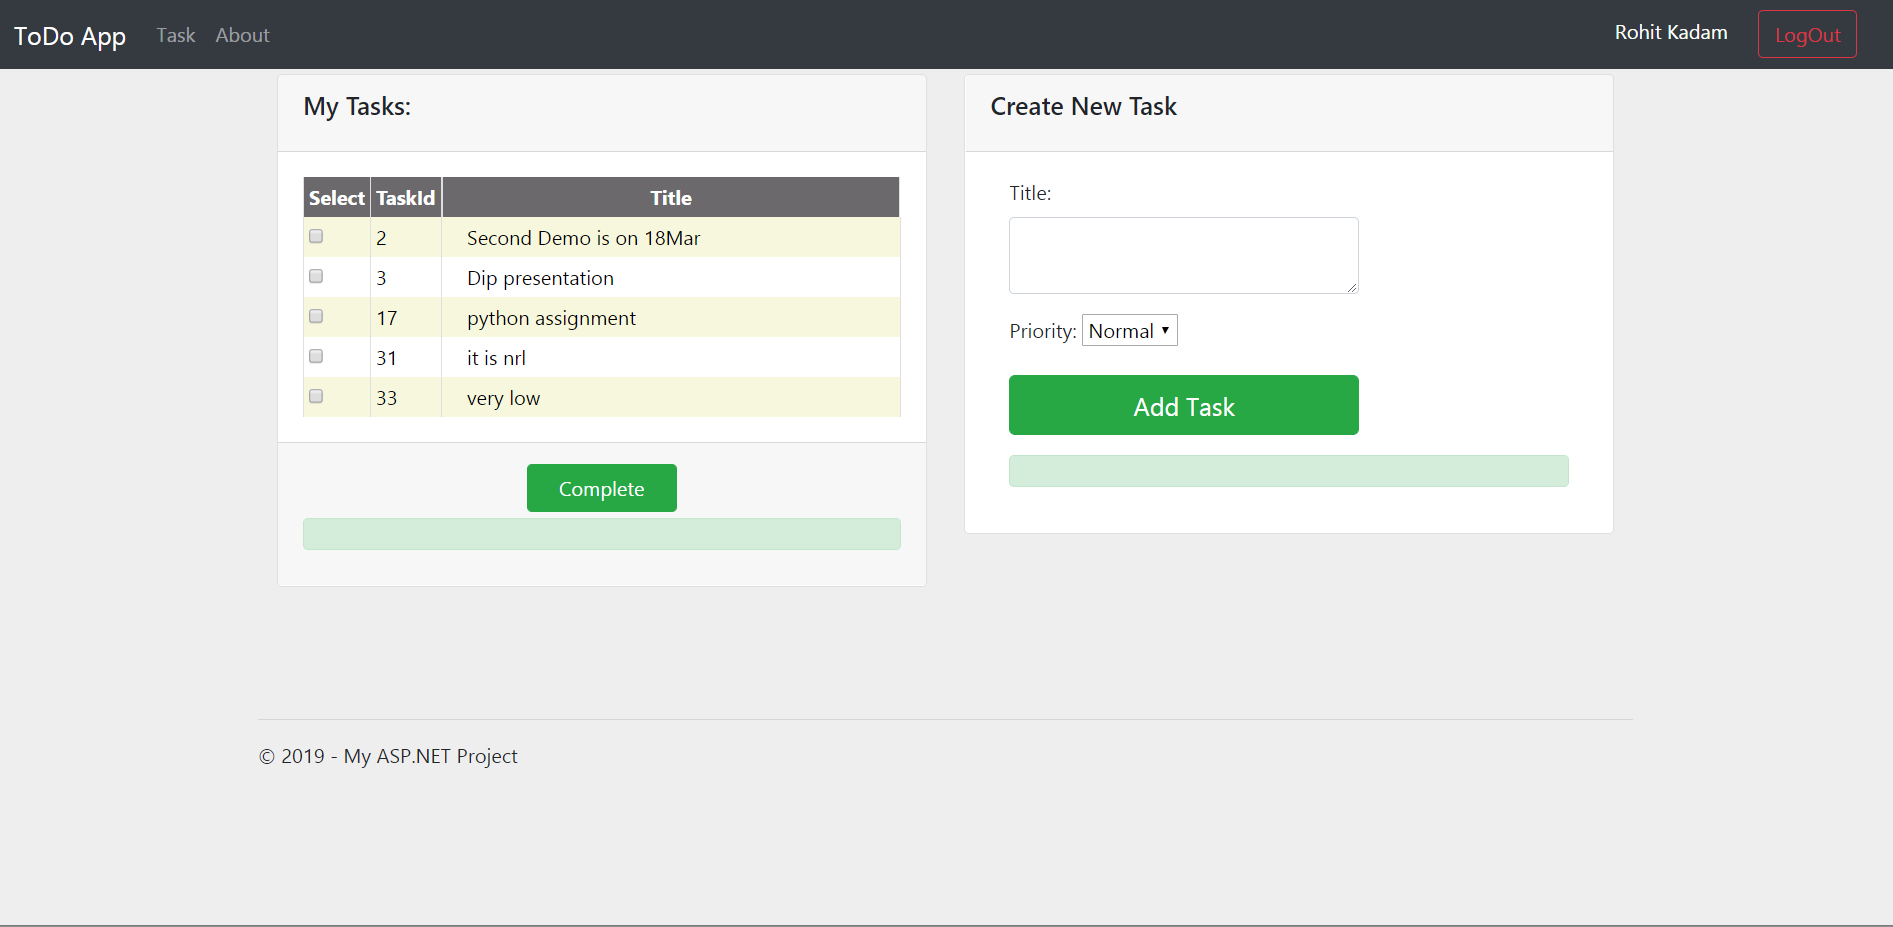 ToDo App Task About Rohit Kadam LogOut
My Tasks:
Select TaskId Title
2 Second Demo is on 18Mar
3 Dip presentation
17 python assignment
31 it is nrl
33 very low
Complete
Create New Task
Title:
Priority: Normal
Add Task
© 2019 - My ASP.NET Project